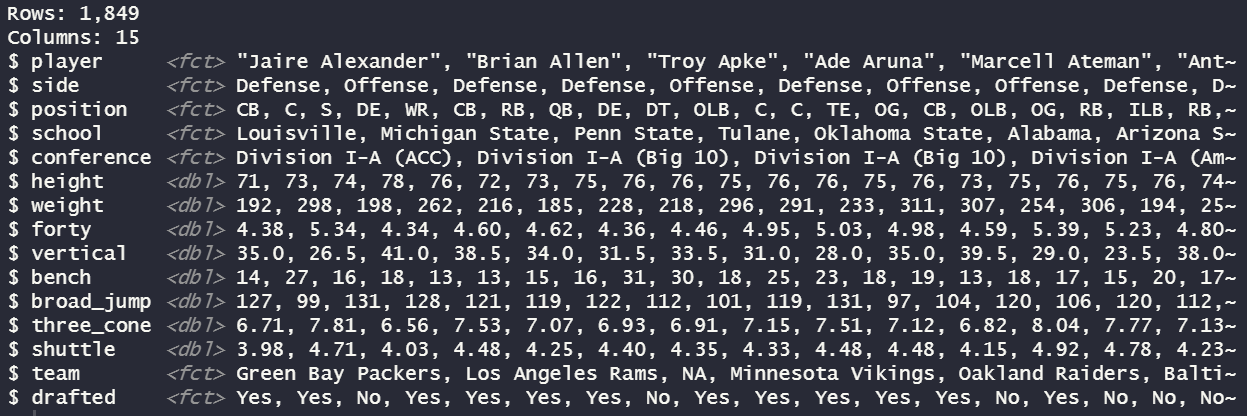 Rows: 1,849
Columns: 15
$ player     <fct> "Jaire Alexander", "Brian Allen", "Troy Apke", "Ade Aruna", "Marcell Ateman", "Ant~
$ side       <fct> Defense, Offense, Defense, Defense, Offense, Defense, Offense, Offense, Defense, D~
$ position   <fct> CB, C, S, DE, WR, CB, RB, QB, DE, DT, OLB, C, C, TE, OG, CB, OLB, OG, RB, ILB, RB,~
$ school     <fct> Louisville, Michigan State, Penn State, Tulane, Oklahoma State, Alabama, Arizona S~
$ conference <fct> Division I-A (ACC), Division I-A (Big 10), Division I-A (Big 10), Division I-A (Am~
$ height     <dbl> 71, 73, 74, 78, 76, 72, 73, 75, 76, 76, 75, 76, 76, 75, 76, 73, 75, 76, 75, 76, 74~
$ weight     <dbl> 192, 298, 198, 262, 216, 185, 228, 218, 296, 291, 233, 311, 307, 254, 306, 194, 25~
$ forty      <dbl> 4.38, 5.34, 4.34, 4.60, 4.62, 4.36, 4.46, 4.95, 5.03, 4.98, 4.59, 5.39, 5.23, 4.80~
$ vertical   <dbl> 35.0, 26.5, 41.0, 38.5, 34.0, 31.5, 33.5, 31.0, 28.0, 35.0, 39.5, 29.0, 23.5, 38.0~
$ bench      <dbl> 14, 27, 16, 18, 13, 13, 15, 16, 31, 30, 18, 25, 23, 18, 19, 13, 18, 17, 15, 20, 17~
$ broad_jump <dbl> 127, 99, 131, 128, 121, 119, 122, 112, 101, 119, 131, 97, 104, 120, 106, 120, 112,~
$ three_cone <dbl> 6.71, 7.81, 6.56, 7.53, 7.07, 6.93, 6.91, 7.15, 7.51, 7.12, 6.82, 8.04, 7.77, 7.13~
$ shuttle    <dbl> 3.98, 4.71, 4.03, 4.48, 4.25, 4.40, 4.35, 4.33, 4.48, 4.48, 4.15, 4.92, 4.78, 4.23~
$ team       <fct> Green Bay Packers, Los Angeles Rams, NA, Minnesota Vikings, Oakland Raiders, Balti~
$ drafted    <fct> Yes, Yes, No, Yes, Yes, Yes, No, Yes, Yes, Yes, Yes, Yes, No, Yes, No, No, No~